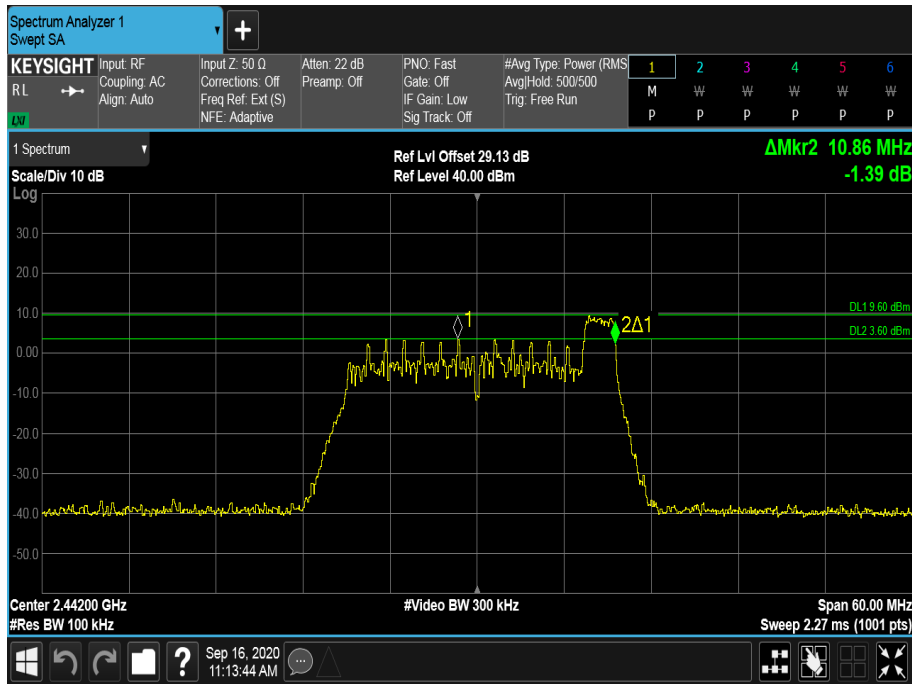 Spectrum Analyzer 1
Swept SA
+
KEYSIGHT
RL
LXI
Input: RF
Coupling: AC
Align: Auto
Input Z: 50 Ω
Corrections: Off
Freq Ref: Ext (S)
NFE: Adaptive
Atten: 22 dB
Preamp: Off
PNO: Fast
Gate: Off
IF Gain: Low
Sig Track: Off
#Avg Type: Power (RMS
Avg|Hold: 500/500
Trig: Free Run
1 2 3 4 5 6
M W W W W W
P P P P P P
1 Spectrum
Scale/Div 10 dB
Log
Ref Lvl Offset 29.13 dB
Ref Level 40.00 dBm
ΔMkr2 10.86 MHz
-1.39 dB
30.0
20.0
10.0
0.00
-10.0
-20.0
-30.0
-40.0
-50.0
1
2Δ1
DL1 9.60 dBm
DL2 3.60 dBm
Center 2.44200 GHz
#Video BW 300 kHz
Span 60.00 MHz
#Res BW 100 kHz
Sweep 2.27 ms (1001 pts)
?
Sep 16, 2020
11:13:44 AM